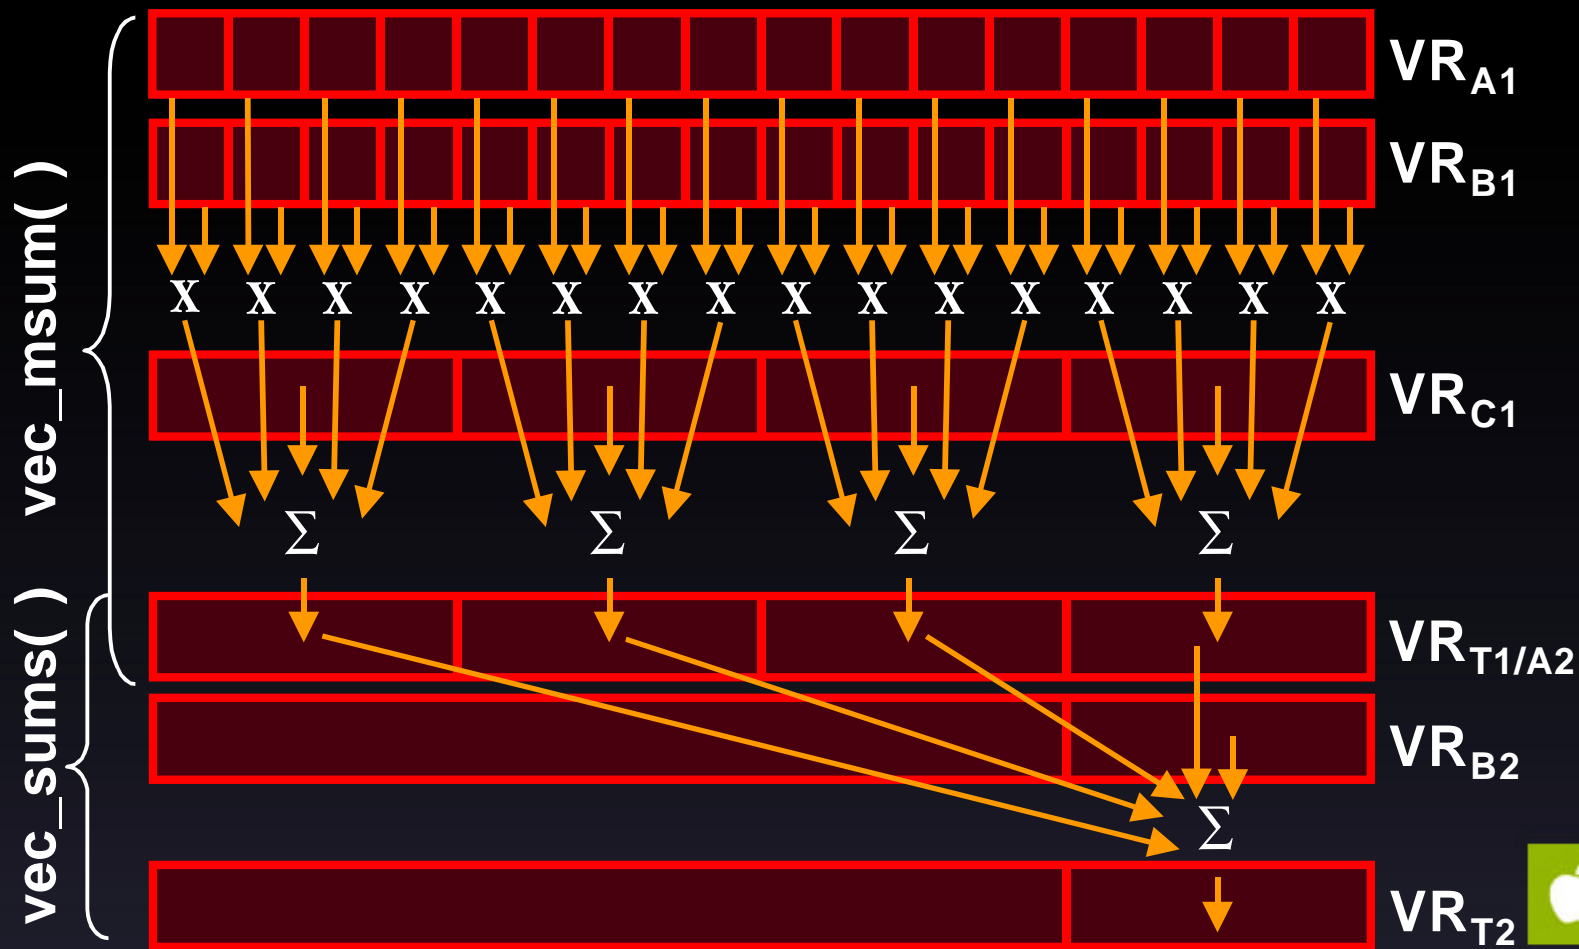 VRA1
VRB1
vec_msum( )
X X X X X X X X X X X X X X X X
VRC1
Σ Σ Σ Σ
VRT1/A2
vec_sums( )
VRB2
Σ
VRT2